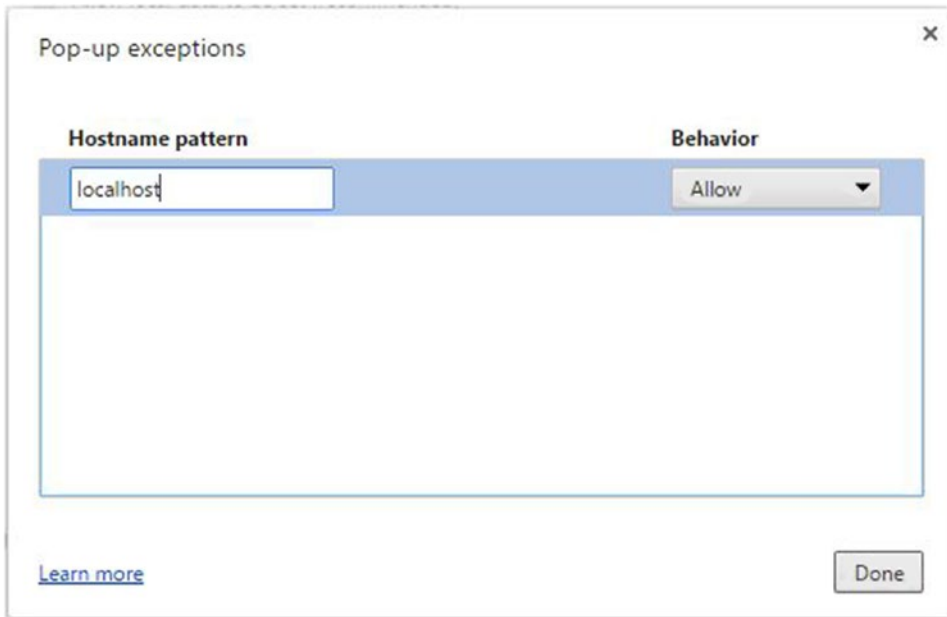 Pop-up exceptions
Hostname pattern Behavior
localhost Allow
Learn more Done